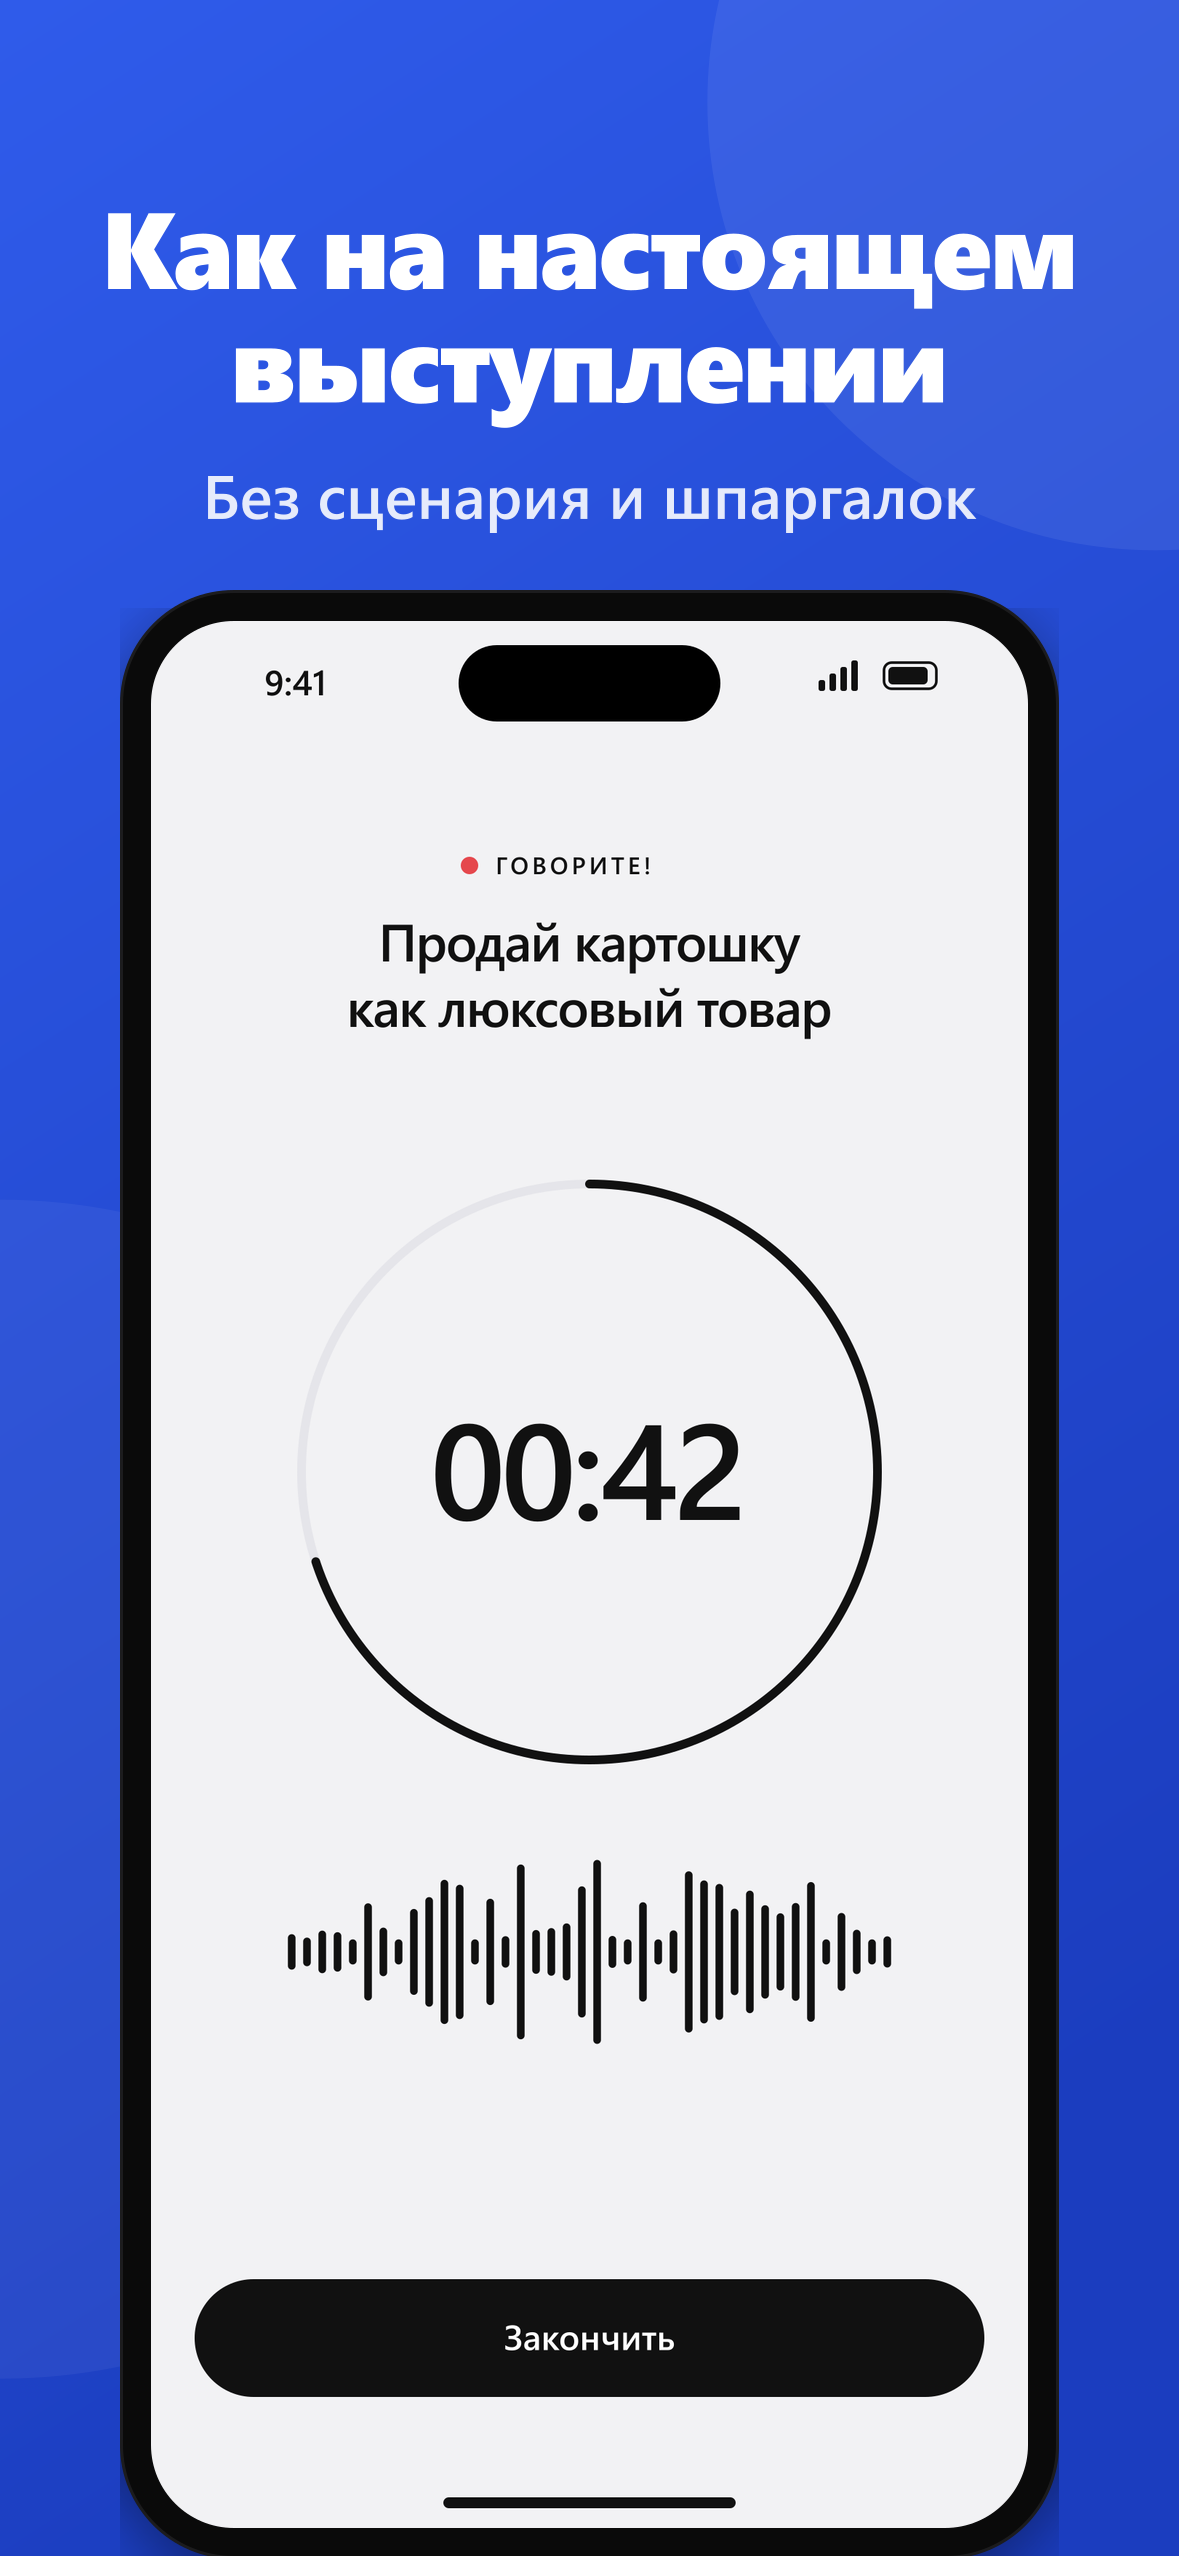 Как на настоящем
выступлении
Без сценария и шпаргалок
9:41
ГОВОРИТЕ!
Продай картошку
как люксовый товар
00:42
Закончить